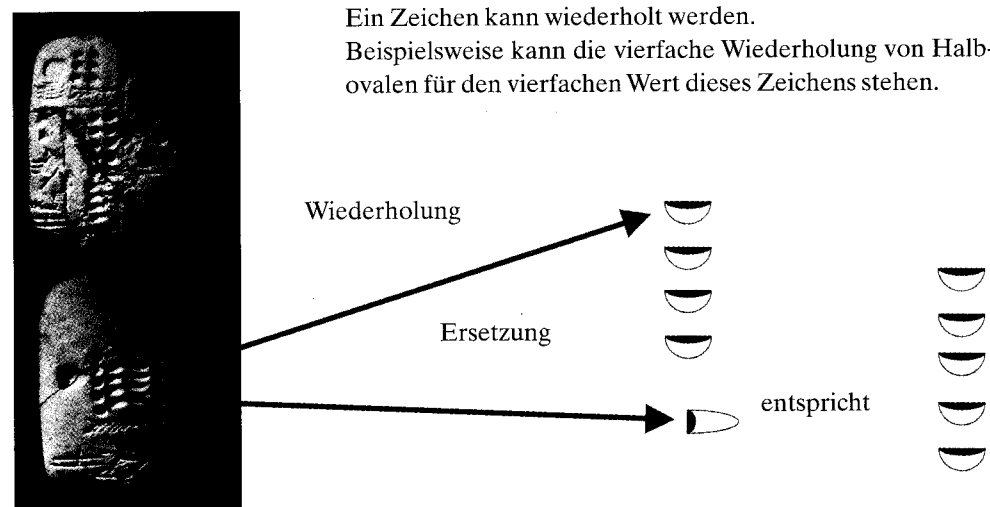 Ein Zeichen kann wiederholt werden.
Beispielsweise kann die vierfache Wiederholung von Halb-
ovalen für den vierfachen Wert dieses Zeichens stehen.
Wiederholung
Ersetzung
entspricht